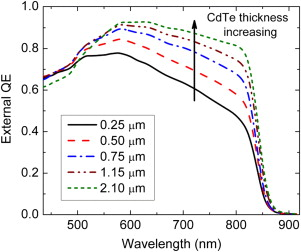 CdTe thickness
increasing
External QE
1.0
0.8
0.6
0.4
0.2
0.0
0.25 μm
0.50 μm
0.75 μm
1.15 μm
2.10 μm
500 600 700 800 900
Wavelength (nm)